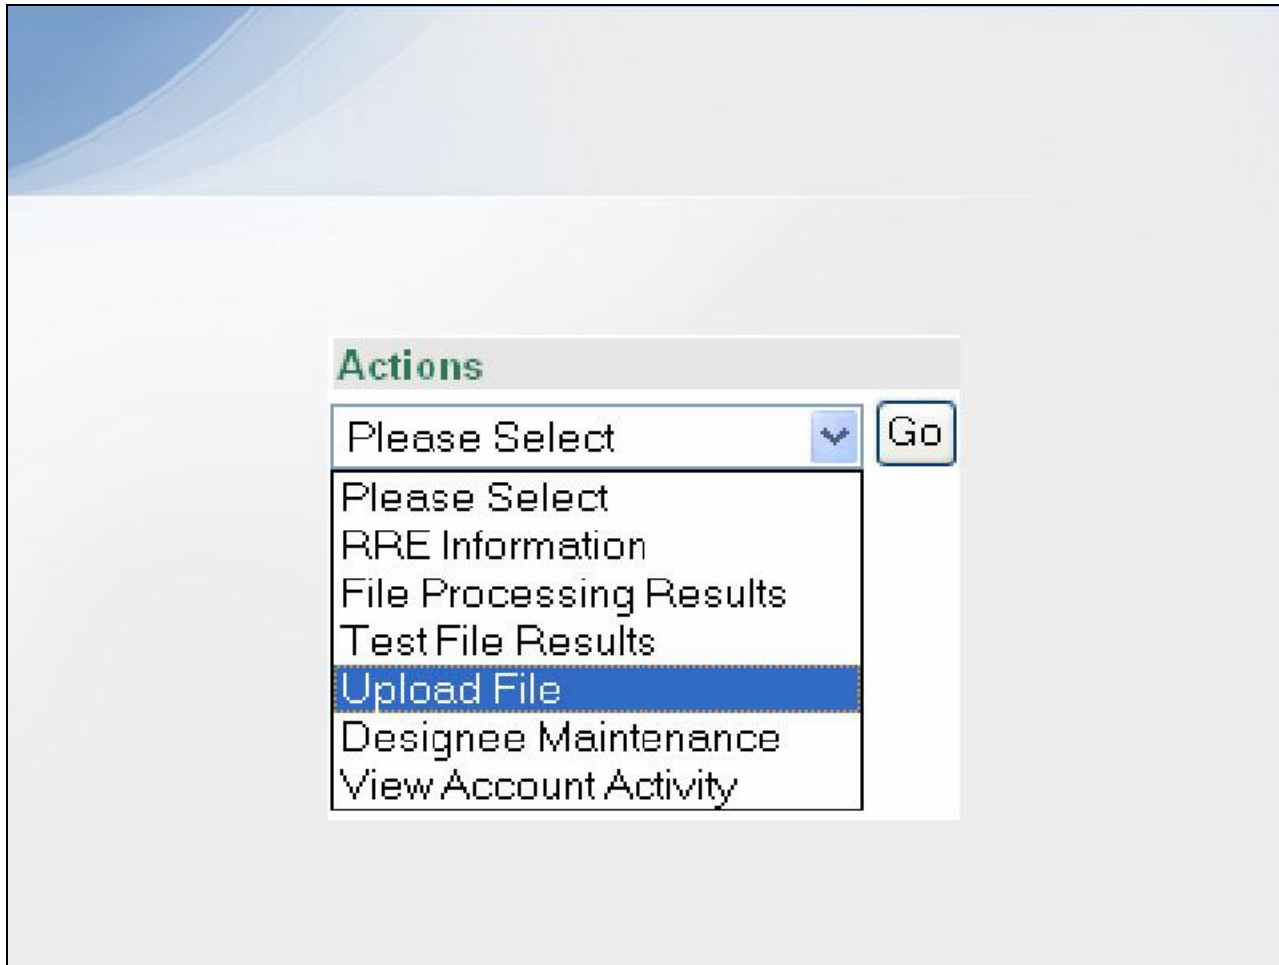 Actions
Please Select Go
Please Select
RRE Information
File Processing Results
Test File Results
Upload File
Designee Maintenance
View Account Activity